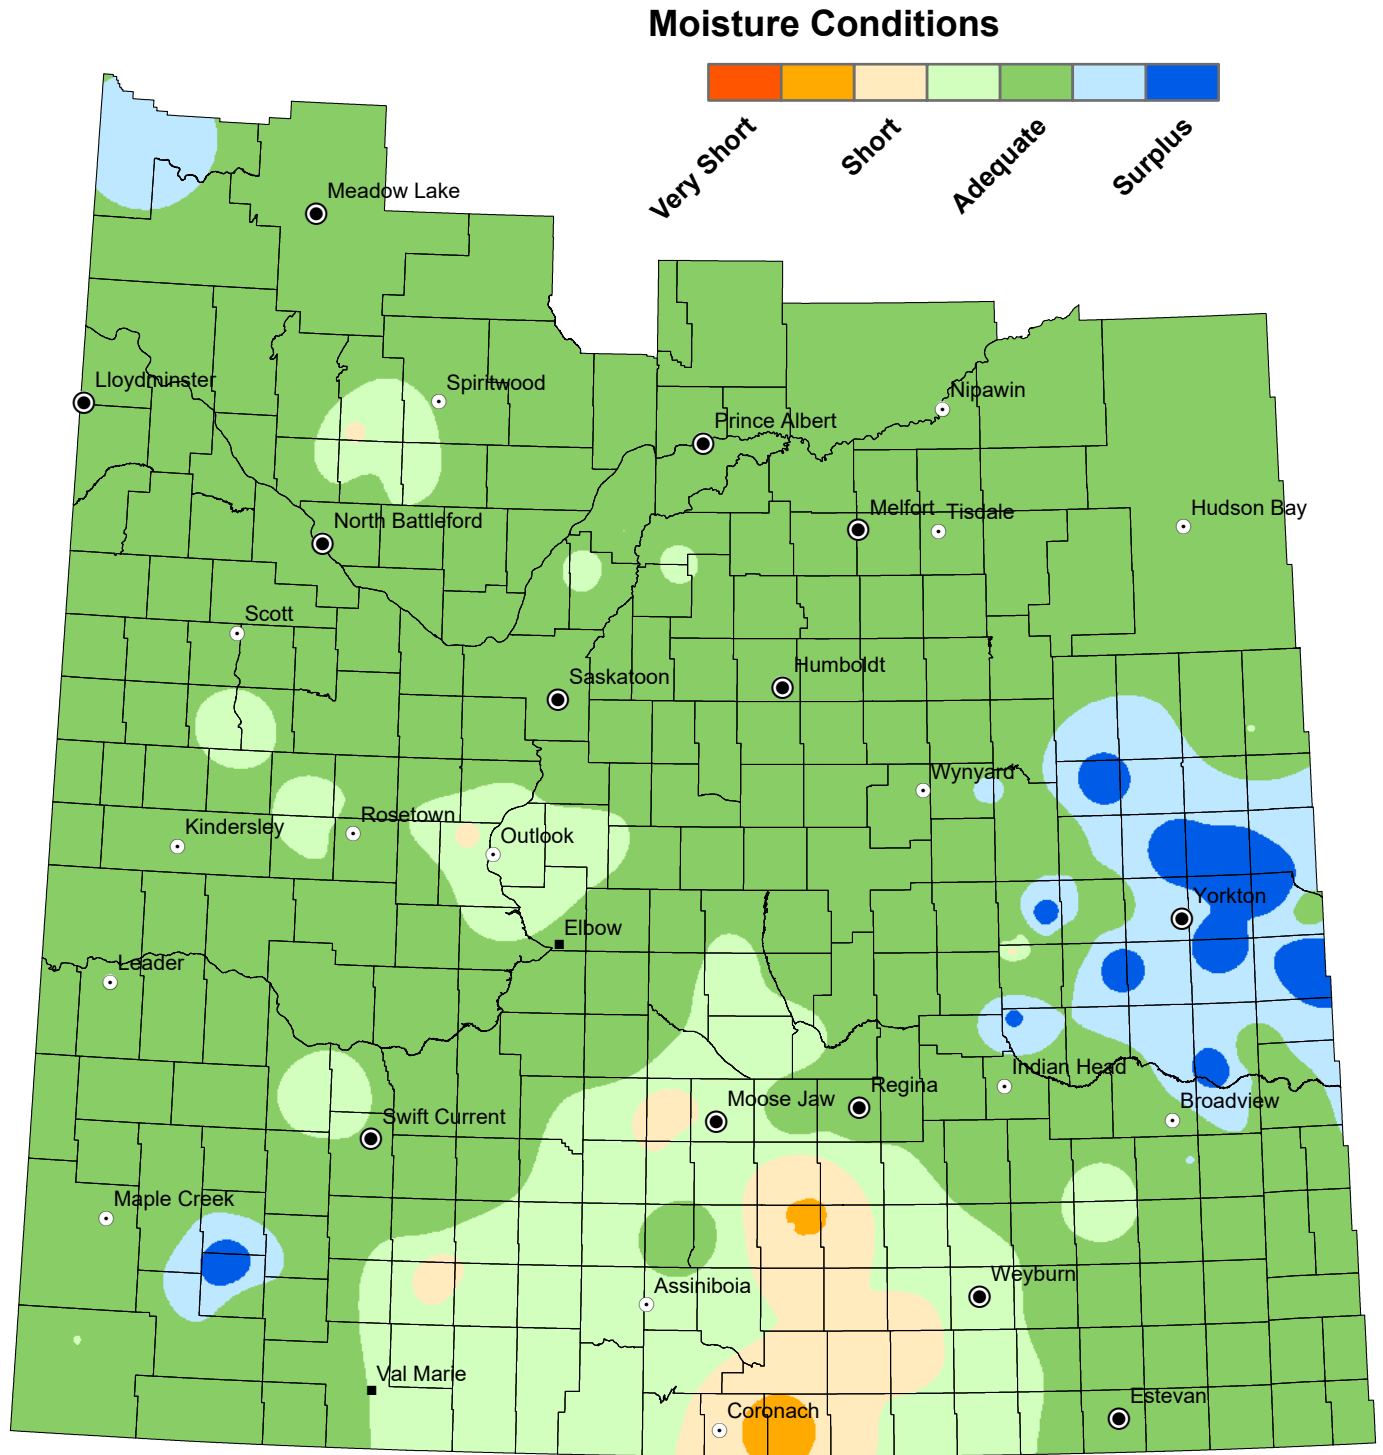 Moisture Conditions
Very Short
Short
Adequate
Surplus
Meadow Lake
Lloydminster
Spiritwood
Nipawin
Prince Albert
North Battleford
Melfort
Tisdale
Hudson Bay
Scott
Saskatoon
Humboldt
Wynyard
Kindersley
Rosetown
Outlook
Yorkton
Elbow
Leader
Indian Head
Regina
Moose Jaw
Swift Current
Broadview
Maple Creek
Assiniboia
Weyburn
Val Marie
Coronach
Estevan